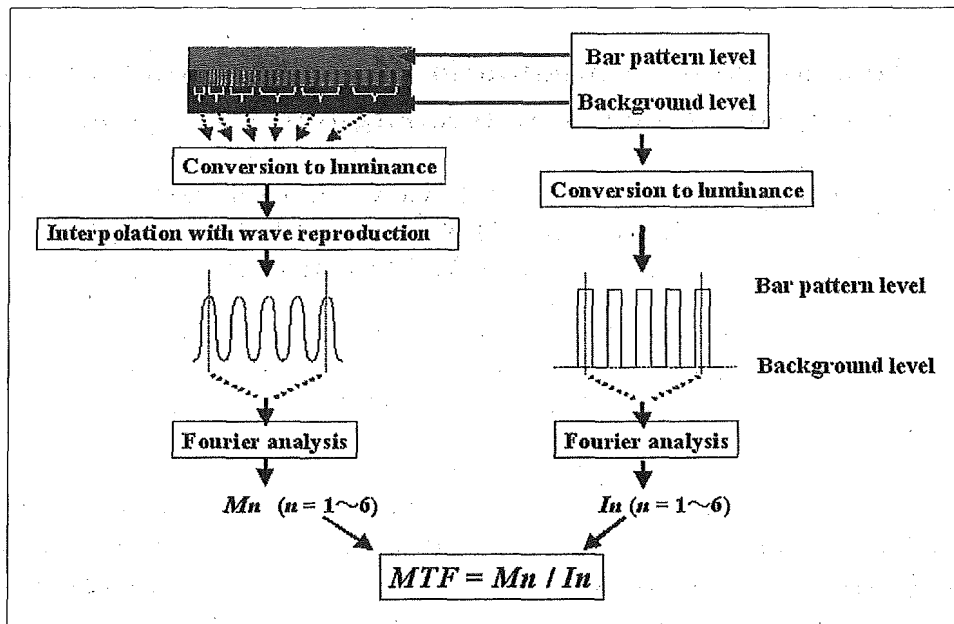 Bar pattern level
Background level
Conversion to luminance
Conversion to luminance
Interpolation with wave reproduction
Bar pattern level
Background level
Fourier analysis
Fourier analysis
Mn (n = 1～6)
In (n = 1～6)
MTF = Mn / In